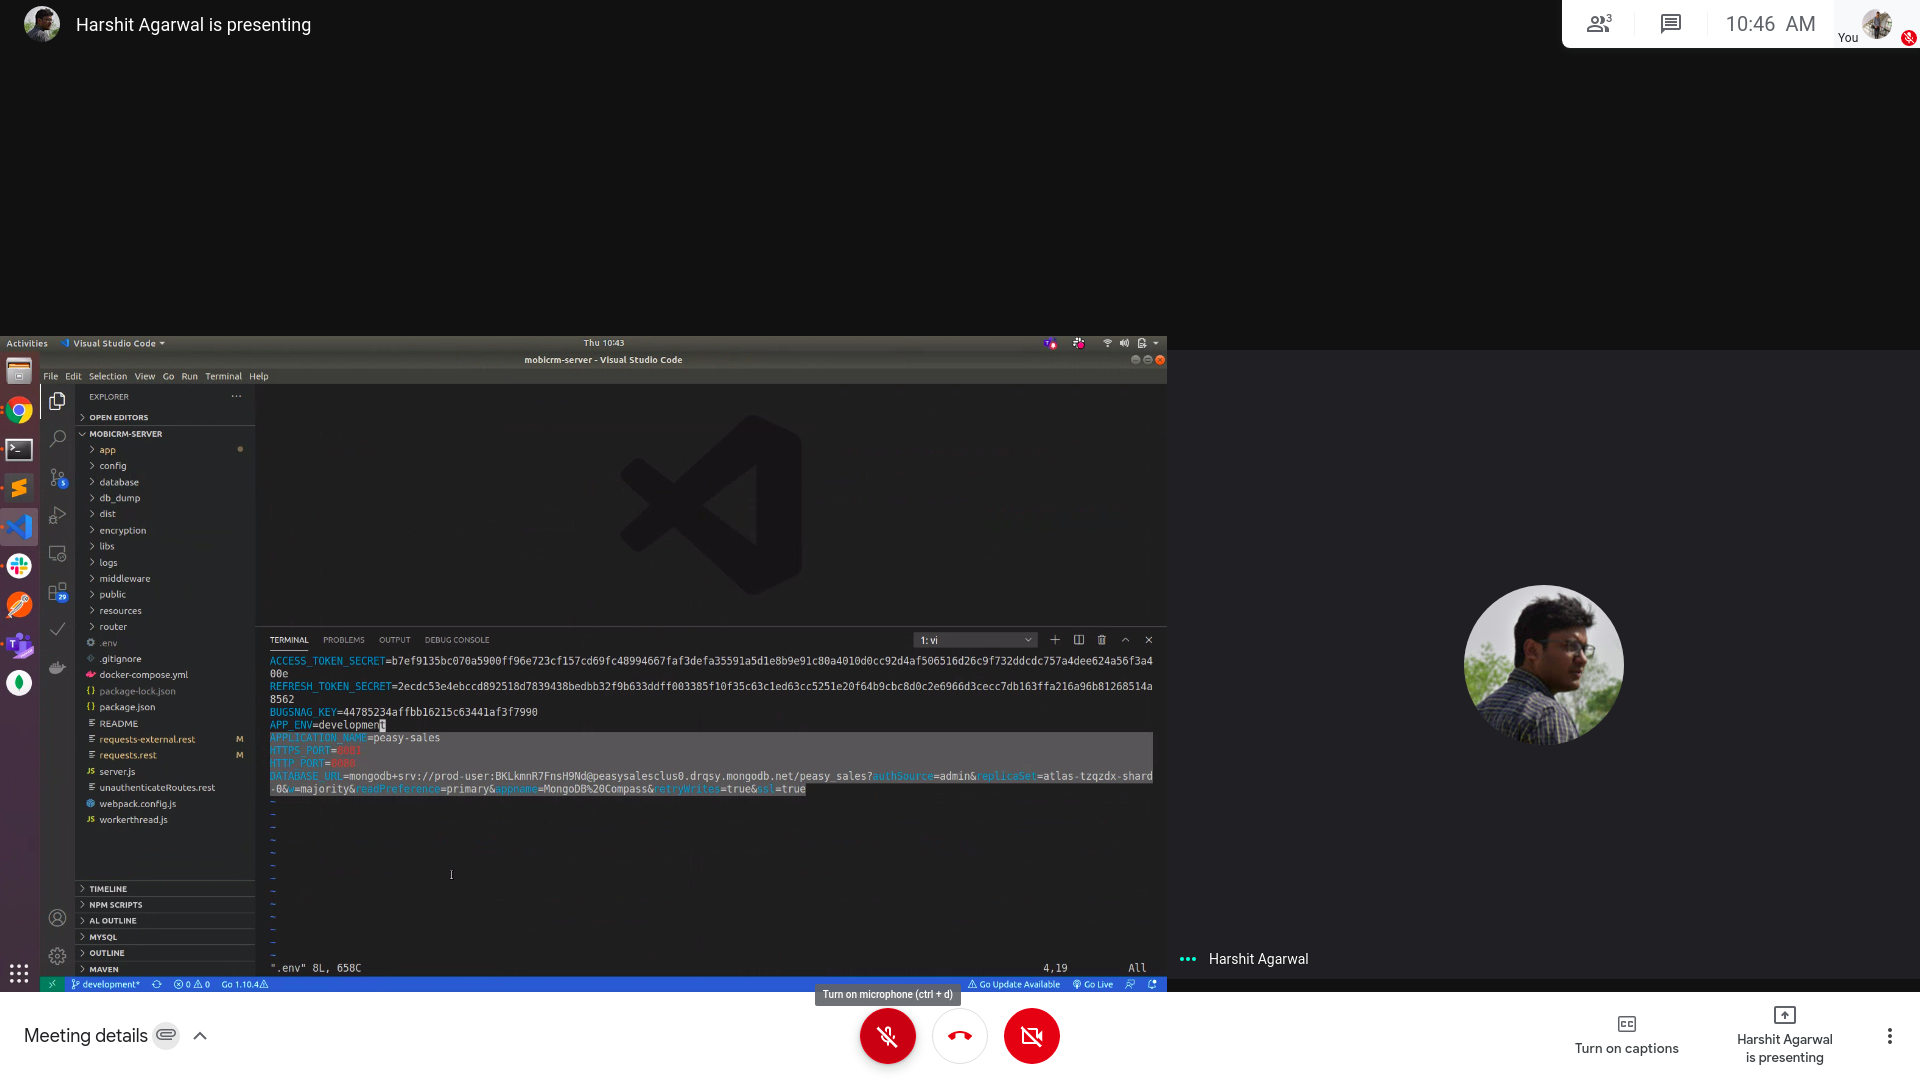 Harshit Agarwal is presenting
3
10:46 AM
You
Activities
Visual Studio Code
Thu 10:43
mobicrm-server - Visual Studio Code
File Edit Selection View Go Run Terminal Help
EXPLORER
OPEN EDITORS
MOBICRM-SERVER
app
config
database
db_dump
dist
encryption
libs
logs
middleware
public
resources
router
.env
.gitignore
docker-compose.yml
package-lock.json
package.json
README
requests-external.rest M
requests.rest M
server.js
unauthenticateRoutes.rest
webpack.config.js
workerthread.js
TIMELINE
NPM SCRIPTS
AL OUTLINE
MYSQL
OUTLINE
MAVEN
5
29
TERMINAL PROBLEMS OUTPUT DEBUG CONSOLE
1: vi
ACCESS_TOKEN_SECRET=[redacted]
REFRESH_TOKEN_SECRET=[redacted]
BUGSNAG_KEY=[redacted]
APP_ENV=development
APPLICATION_NAME=peasy-sales
HTTPS_PORT=
HTTP_PORT=
DATABASE_URL=mongodb+srv://prod-user:[redacted]@peasysalesclus0.drqsy.mongodb.net/peasy_sales?authSource=admin&replicaSet=atlas-tzqzdx-shard
-0&w=majority&readPreference=primary&appname=MongoDB%20Compass&retryWrites=true&ssl=true
~
~
~
~
~
~
~
~
~
~
~
~
~
".env" 8L, 658C
4,19
All
development*
0
0
Go 1.10.4
Go Update Available
Go Live
Harshit Agarwal
Turn on microphone (ctrl + d)
Meeting details
CC
Turn on captions
Harshit Agarwal
is presenting